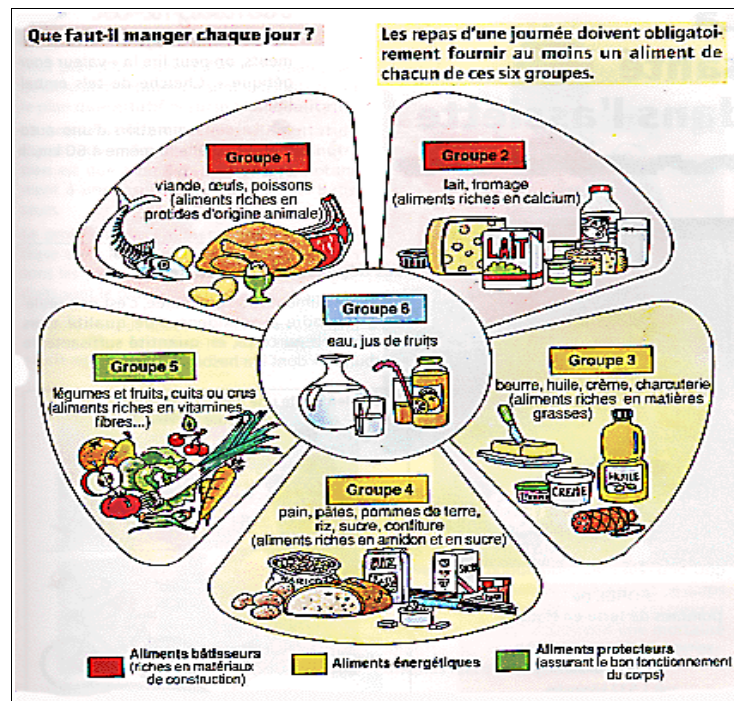 Que faut-il manger chaque jour ?
Les repas d'une journée doivent obligatoi-
rement fournir au moins un aliment de
chacun de ces six groupes.
Groupe 1
viande, œufs, poissons
(aliments riches en
protides d'origine animale)
Groupe 2
lait, fromage
(aliments riches en calcium)
LAIT
Groupe 6
eau, jus de fruits
Groupe 5
légumes et fruits, cuits ou crus
(aliments riches en vitamines,
fibres...)
Groupe 3
beurre, huile, crème, charcuterie
(aliments riches en matières
grasses)
HUILE
CREME
Groupe 4
pain, pâtes, pommes de terre,
riz, sucre, confiture
(aliments riches en amidon et en sucre)
RIZ
HARICOT
Aliments bâtisseurs
(riches en matériaux
de construction)
Aliments énergétiques
Aliments protecteurs
(assurant le bon fonctionnement
du corps)